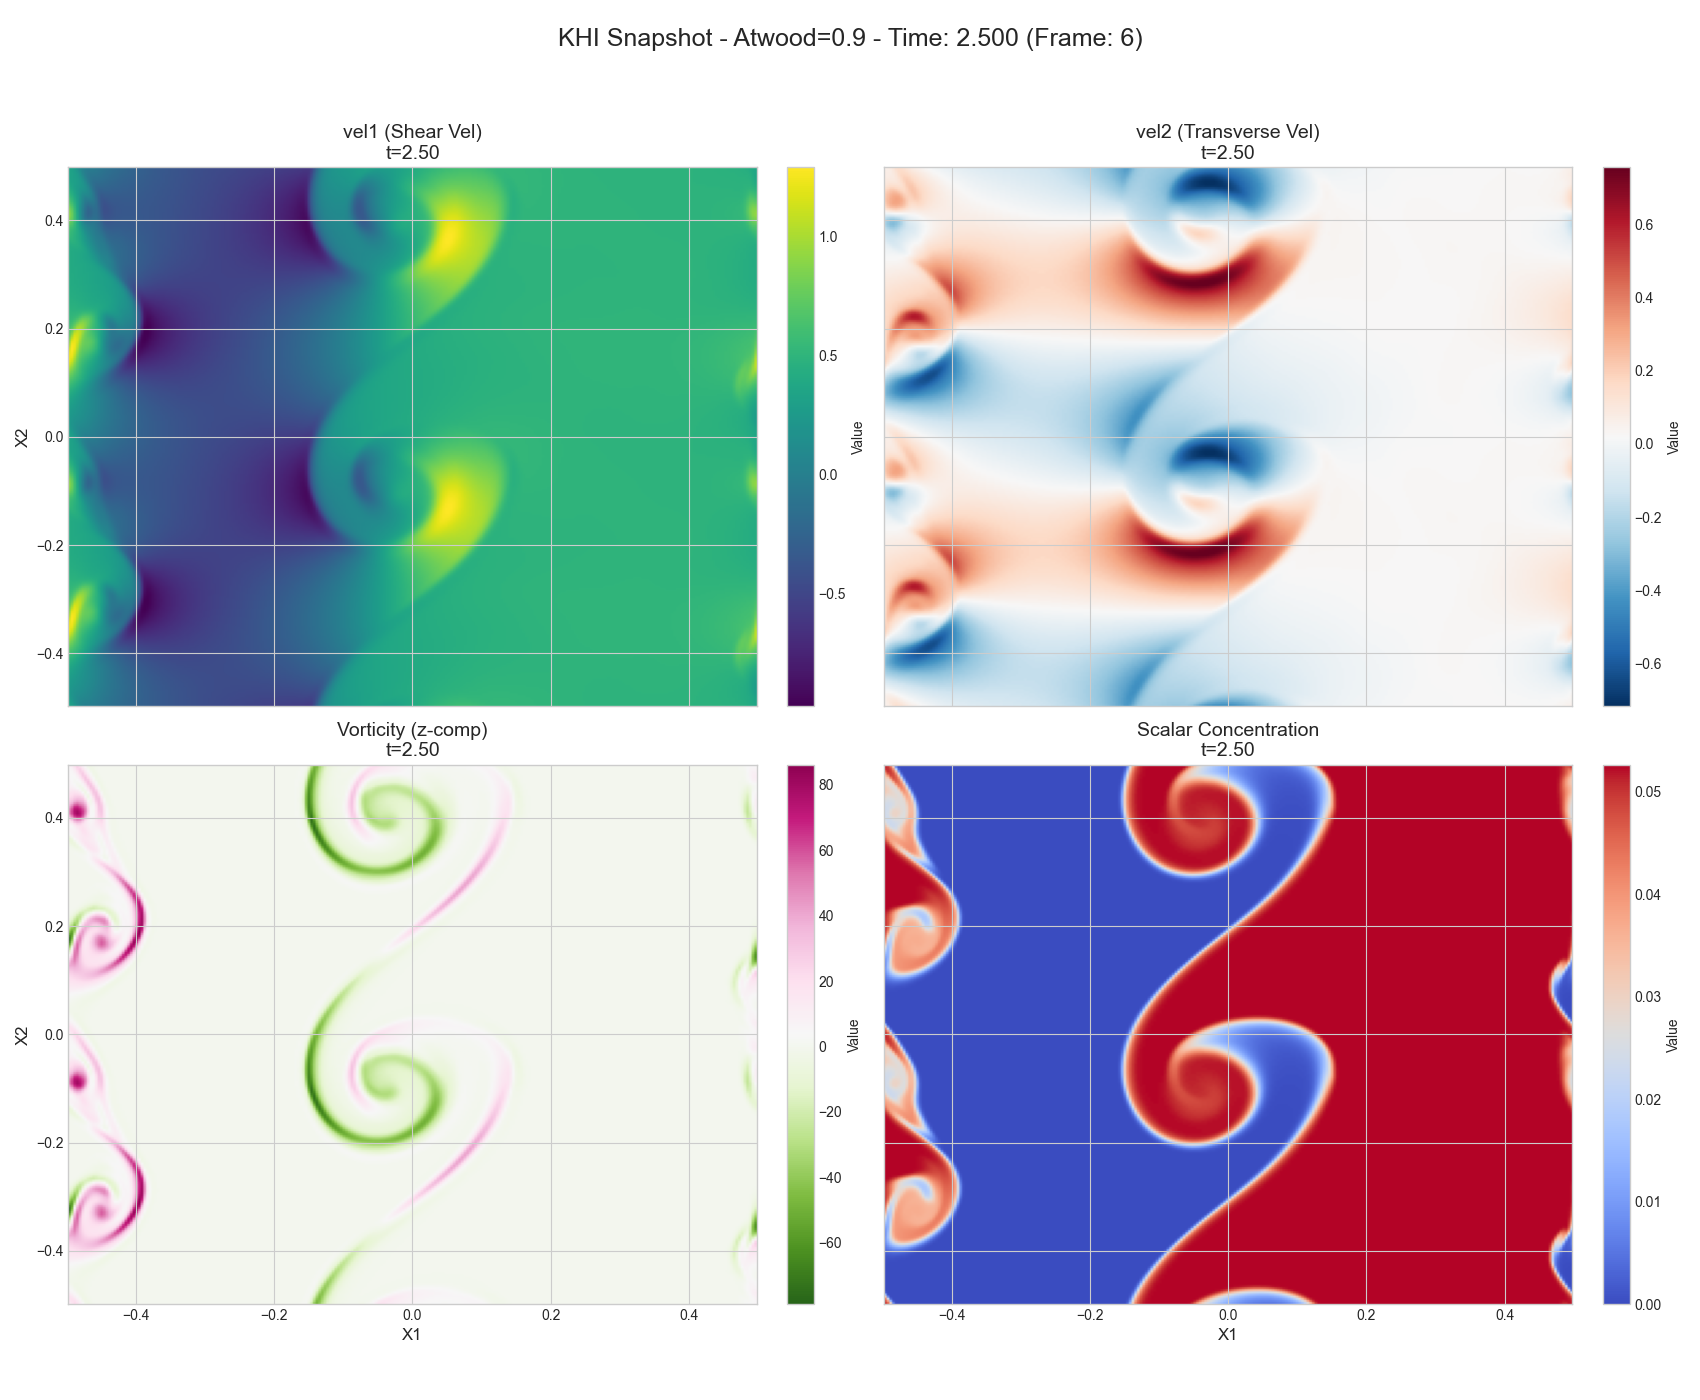 KHI Snapshot - Atwood=0.9 - Time: 2.500 (Frame: 6)
vel1 (Shear Vel)
t=2.50
X2
0.4
0.2
0.0
−0.2
−0.4
1.0
0.5
0.0
−0.5
Value
vel2 (Transverse Vel)
t=2.50
0.6
0.4
0.2
0.0
−0.2
−0.4
−0.6
Value
Vorticity (z-comp)
t=2.50
X2
0.4
0.2
0.0
−0.2
−0.4
−0.4
−0.2
0.0
0.2
0.4
X1
80
60
40
20
0
−20
−40
−60
Value
Scalar Concentration
t=2.50
−0.4
−0.2
0.0
0.2
0.4
X1
0.05
0.04
0.03
0.02
0.01
0.00
Value